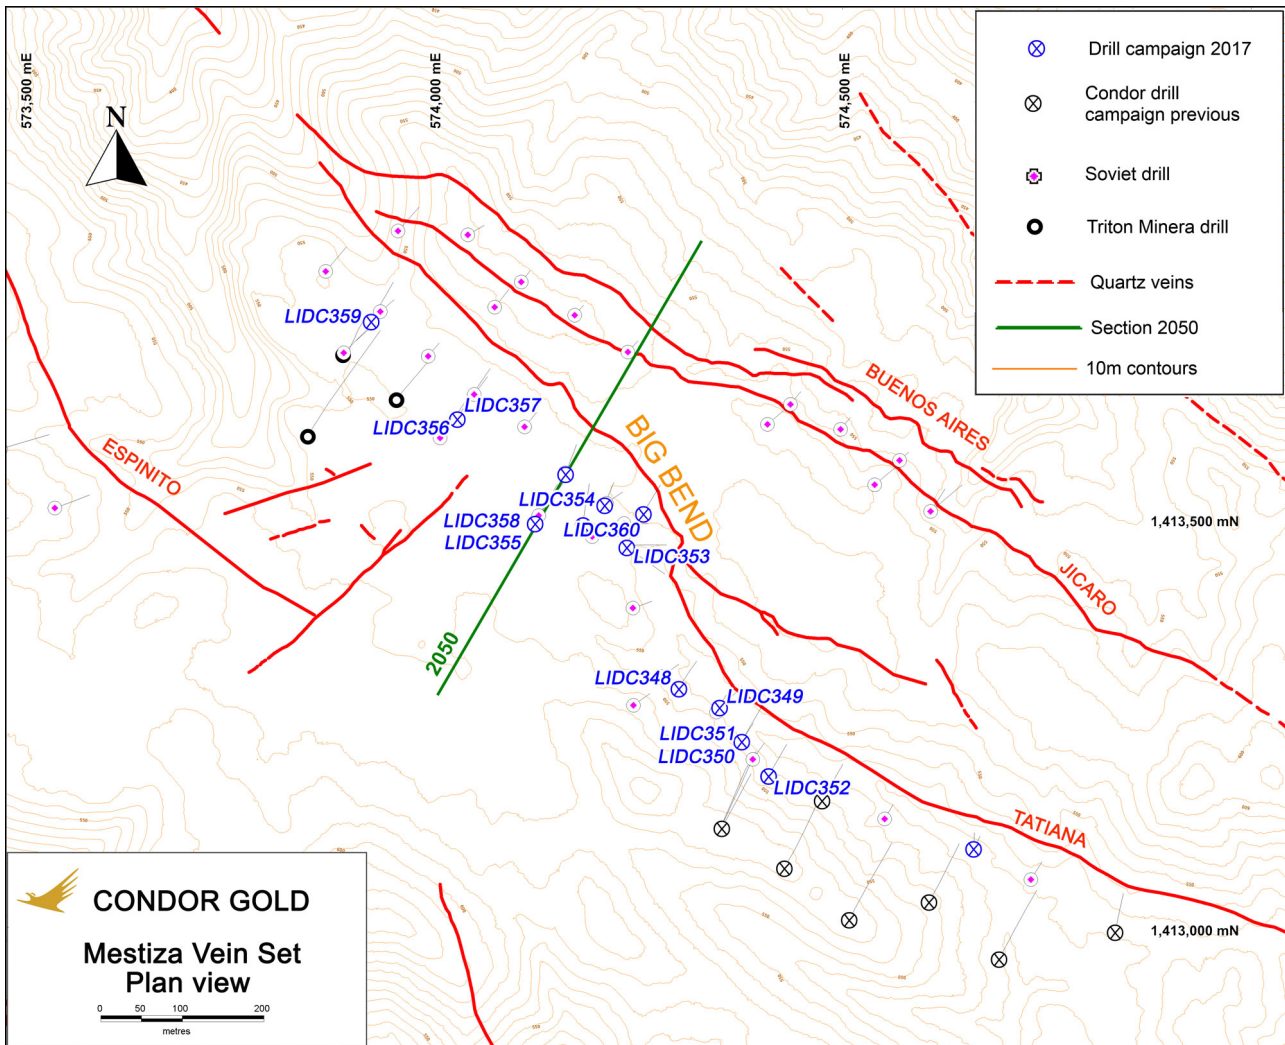 573,500 mE
574,000 mE
574,500 mE
N
Drill campaign 2017
Condor drill
campaign previous
Soviet drill
Triton Minera drill
Quartz veins
Section 2050
10m contours
LIDC359
LIDC357
LIDC356
BUENOS AIRES
BIG BEND
ESPINITO
LIDC354
LIDC358
LIDC360
LIDC355
LIDC353
1,413,500 mN
JICARO
2050
LIDC348
LIDC349
LIDC351
LIDC350
LIDC352
TATIANA
1,413,000 mN
CONDOR GOLD
Mestiza Vein Set
Plan view
0 50 100 200
metres